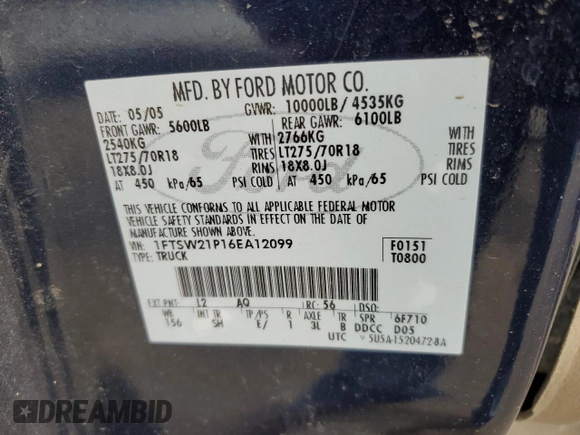 MFD. BY FORD MOTOR CO.
DATE: 05/05 GVWR: 10000LB/ 4535KG
FRONT GAWR: 5600LB REAR GAWR: 6100LB
2540KG WITH 2766KG WITH
LT275/70R18 TIRES LT275/70R18 TIRES
18X8.0J RIMS 18X8.0J RIMS
AT 450 kPa/65 PSI COLD AT 450 kPa/65 PSI COLD
THIS VEHICLE CONFORMS TO ALL APPLICABLE FEDERAL MOTOR
VEHICLE SAFETY STANDARDS IN EFFECT ON THE DATE OF
MANUFACTURE SHOWN ABOVE.
VIN: 1FTSW21P16EA12099 F0151
TYPE: TRUCK T0800
EXT PNT: L2 AQ RC: 56 DSO:
WB INT TR TP/PS R AXLE TR SPR 6F710
156 5H E/ 1 3L B DDCC D05
UTC 5U5A-1520472-BA
Ford
DREAMBID